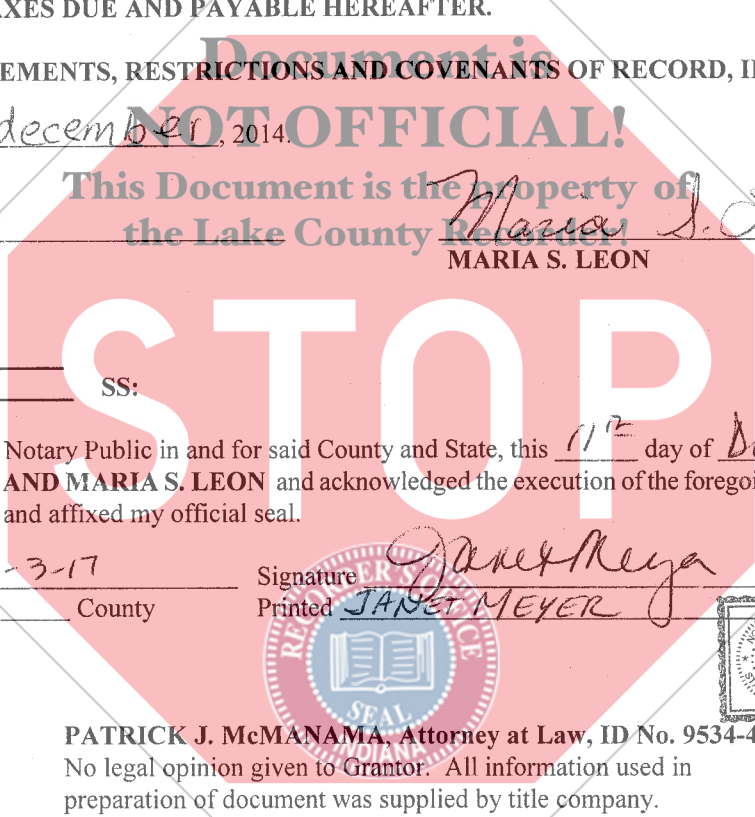 AXES DUE AND PAYABLE HEREAFTER.
EMENTS, RESTRICTIONS AND COVENANTS OF RECORD, I
Document is
NOT OFFICIAL!
This Document is the property of
the Lake County Recorder!
december, 2014.
Maria S.
MARIA S. LEON
STOP
SS:
Notary Public in and for said County and State, this 11th day of D
AND MARIA S. LEON and acknowledged the execution of the foregoi
and affixed my official seal.
-3-17
Signature Janet Meyer
County Printed JANET MEYER
RECORDER'S OFFICE
SEAL
INDIANA
PATRICK J. McMANAMA, Attorney at Law, ID No. 9534-4
No legal opinion given to Grantor. All information used in
preparation of document was supplied by title company.